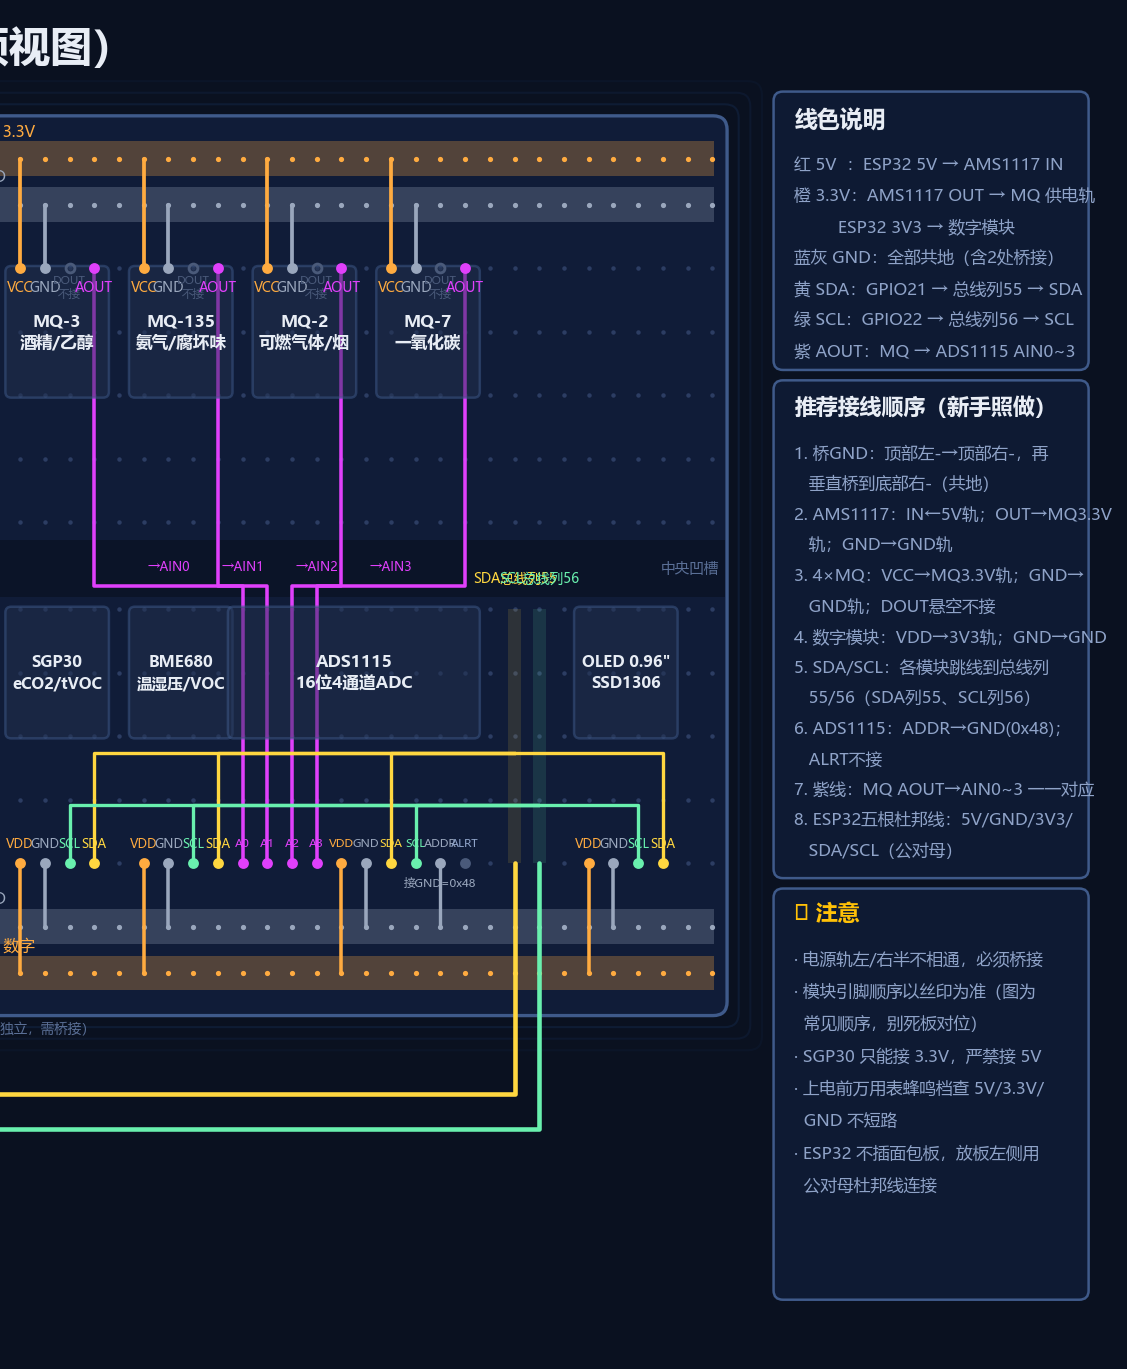 视图）
3.3V
VCC GND DOUT 不接 AOUT
VCC GND DOUT 不接 AOUT
VCC GND DOUT 不接 AOUT
VCC GND DOUT 不接 AOUT
MQ-3
酒精/乙醇
MQ-135
氨气/腐坏味
MQ-2
可燃气体/烟
MQ-7
一氧化碳
→AIN0
→AIN1
→AIN2
→AIN3
中央凹槽
SGP30
eCO2/tVOC
BME680
温湿压/VOC
ADS1115
16位4通道ADC
OLED 0.96"
SSD1306
VDD GND SCL SDA
VDD GND SCL SDA
A0 A1 A2 A3 VDD GND SDA SCL ADDR ALRT
VDD GND SCL SDA
接GND=0x48
数字
独立，需桥接）
线色说明
红 5V ：ESP32 5V → AMS1117 IN
橙 3.3V：AMS1117 OUT → MQ 供电轨
ESP32 3V3 → 数字模块
蓝灰 GND：全部共地（含2处桥接）
黄 SDA：GPIO21 → 总线列55 → SDA
绿 SCL：GPIO22 → 总线列56 → SCL
紫 AOUT：MQ → ADS1115 AIN0~3
推荐接线顺序（新手照做）
1. 桥GND：顶部左-→顶部右-，再
垂直桥到底部右-（共地）
2. AMS1117：IN←5V轨；OUT→MQ3.3V
轨；GND→GND轨
3. 4×MQ：VCC→MQ3.3V轨；GND→
GND轨；DOUT悬空不接
4. 数字模块：VDD→3V3轨；GND→GND
5. SDA/SCL：各模块跳线到总线列
55/56（SDA列55、SCL列56）
6. ADS1115：ADDR→GND(0x48)；
ALRT不接
7. 紫线：MQ AOUT→AIN0~3 一一对应
8. ESP32五根杜邦线：5V/GND/3V3/
SDA/SCL（公对母）
注意
· 电源轨左/右半不相通，必须桥接
· 模块引脚顺序以丝印为准（图为
常见顺序，别死板对位）
· SGP30 只能接 3.3V，严禁接 5V
· 上电前万用表蜂鸣档查 5V/3.3V/
GND 不短路
· ESP32 不插面包板，放板左侧用
公对母杜邦线连接